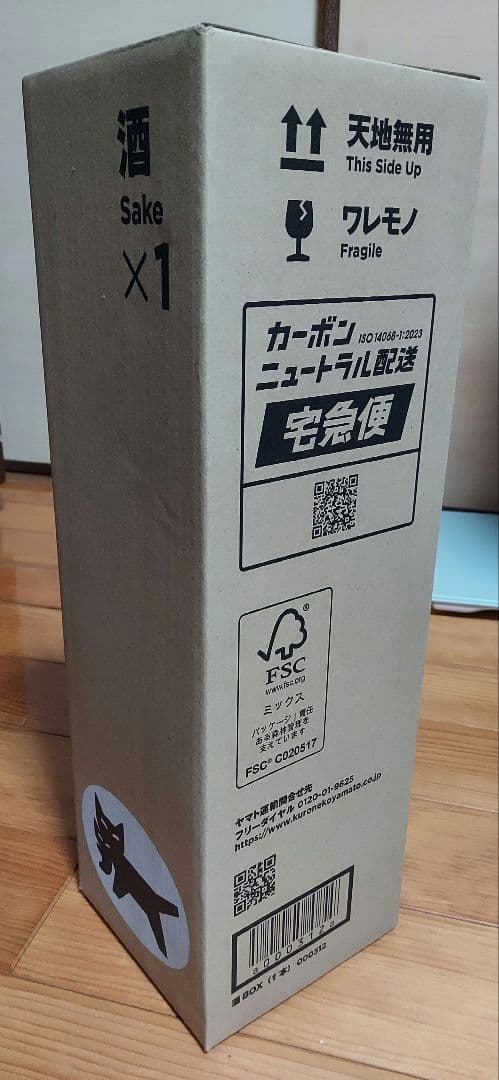 酒
Sake
×1
天地無用
This Side Up
ワレモノ
Fragile
カーボン ISO 14068-1:2023
ニュートラル配送
宅急便
FSC
www.fsc.org
ミックス
パッケージ | 責任
ある森林管理を
支えています
FSC® C020517
ヤマト運輸問合せ先
フリーダイヤル 0120-01-9625
https://www.kuronekoyamato.co.jp
a000312a
酒BOX（1本）000312